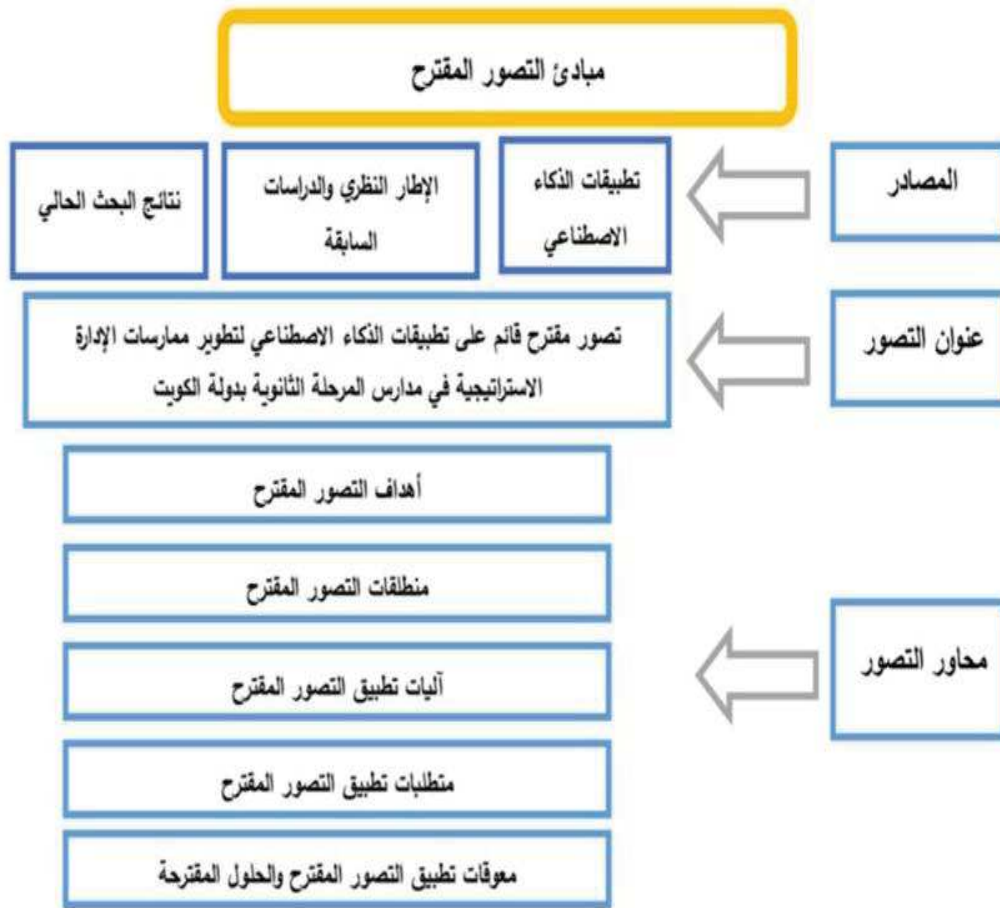 مبادئ التصور المقترح
المصادر
تطبيقات الذكاء
الاصطناعي
الإطار النظري والدراسات
السابقة
نتائج البحث الحالي
عنوان التصور
تصور مقترح قائم على تطبيقات الذكاء الاصطناعي لتطوير ممارسات الإدارة
الاستراتيجية في مدارس المرحلة الثانوية بدولة الكويت
محاور التصور
أهداف التصور المقترح
منطلقات التصور المقترح
آليات تطبيق التصور المقترح
متطلبات تطبيق التصور المقترح
معوقات تطبيق التصور المقترح والحلول المقترحة